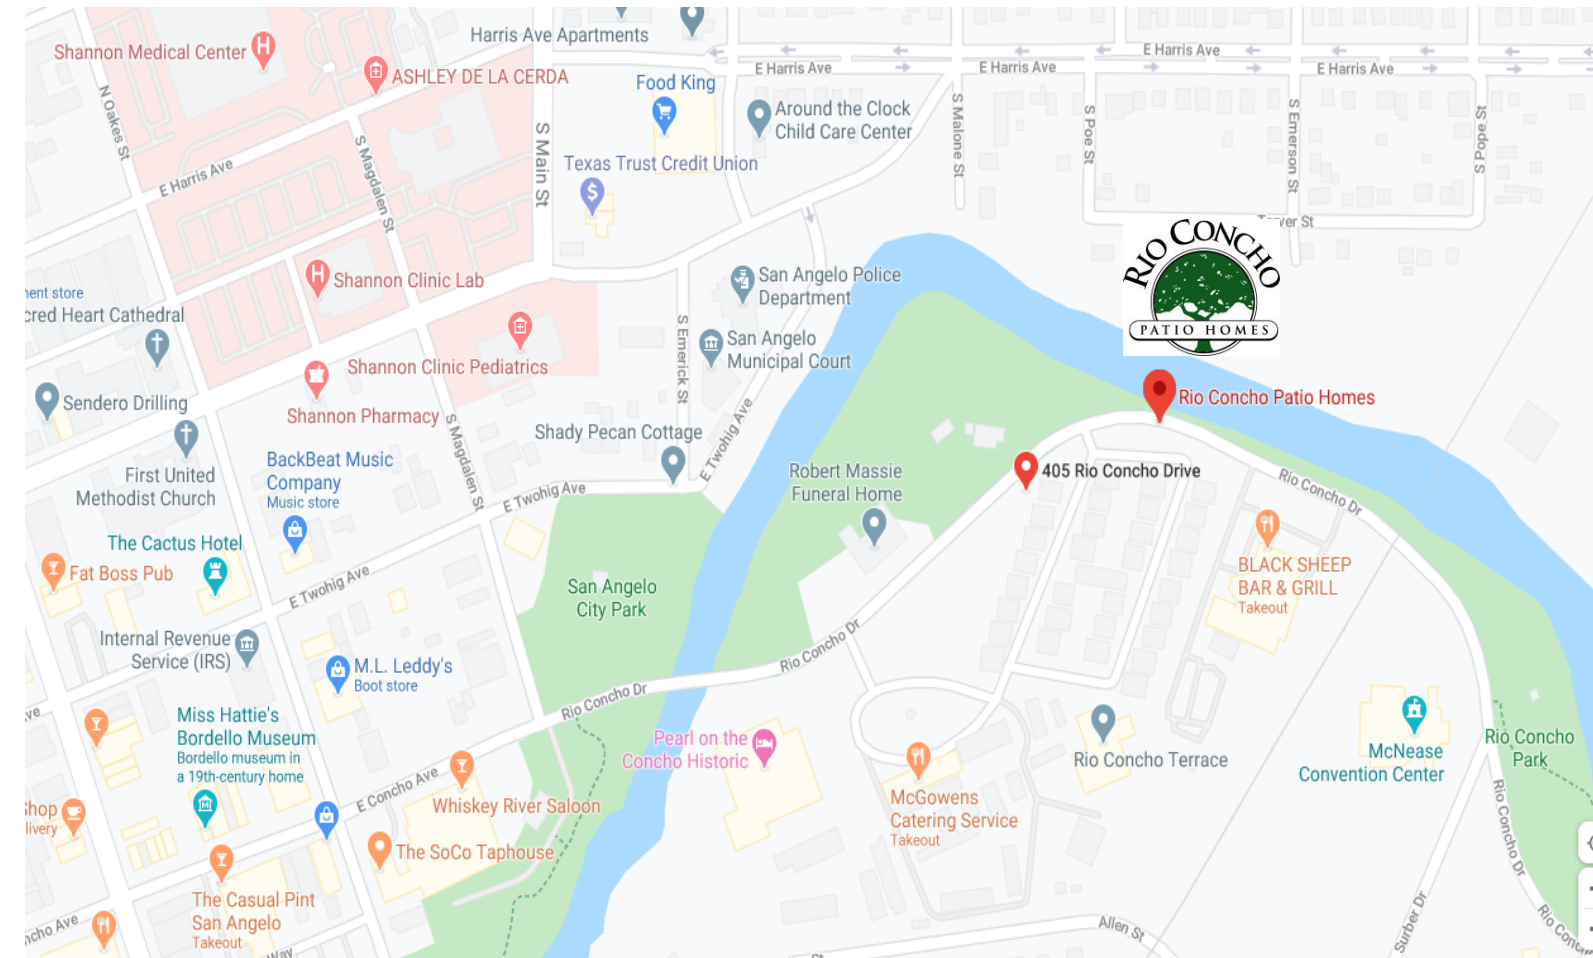 Harris Ave Apartments
Shannon Medical Center
ASHLEY DE LA CERDA
E Harris Ave
E Harris Ave
E Harris Ave
E Harris Ave
Food King
Around the Clock
Child Care Center
N Oakes St
S Magdalen St
S Main St
S Malone St
S Poe St
S Emerson St
S Pope St
Texas Trust Credit Union
E Harris Ave
RIO CONCHO
PATIO HOMES
Shannon Clinic Lab
San Angelo Police
Department
ent store
cred Heart Cathedral
S Emerick St
San Angelo
Municipal Court
Shannon Clinic Pediatrics
Sendero Drilling
Shannon Pharmacy
Rio Concho Patio Homes
S Magdalen St
Shady Pecan Cottage
E Twohig Ave
First United
Methodist Church
BackBeat Music
Company
Music store
E Twohig Ave
Robert Massie
Funeral Home
405 Rio Concho Drive
Rio Concho Dr
The Cactus Hotel
Fat Boss Pub
E Twohig Ave
San Angelo
City Park
BLACK SHEEP
BAR & GRILL
Takeout
Internal Revenue
Service (IRS)
M.L. Leddy's
Boot store
Rio Concho Dr
Rio Concho Dr
ve
Miss Hattie's
Bordello Museum
Bordello museum in
a 19th-century home
Pearl on the
Concho Historic
Rio Concho Terrace
McNease
Convention Center
Rio Concho
Park
E Concho Ave
Whiskey River Saloon
McGowens
Catering Service
Takeout
Shop
livery
The SoCo Taphouse
Rio Concho Dr
The Casual Pint
San Angelo
Takeout
ncho Ave
Way
Allen St
Surber Dr
Rio Conc